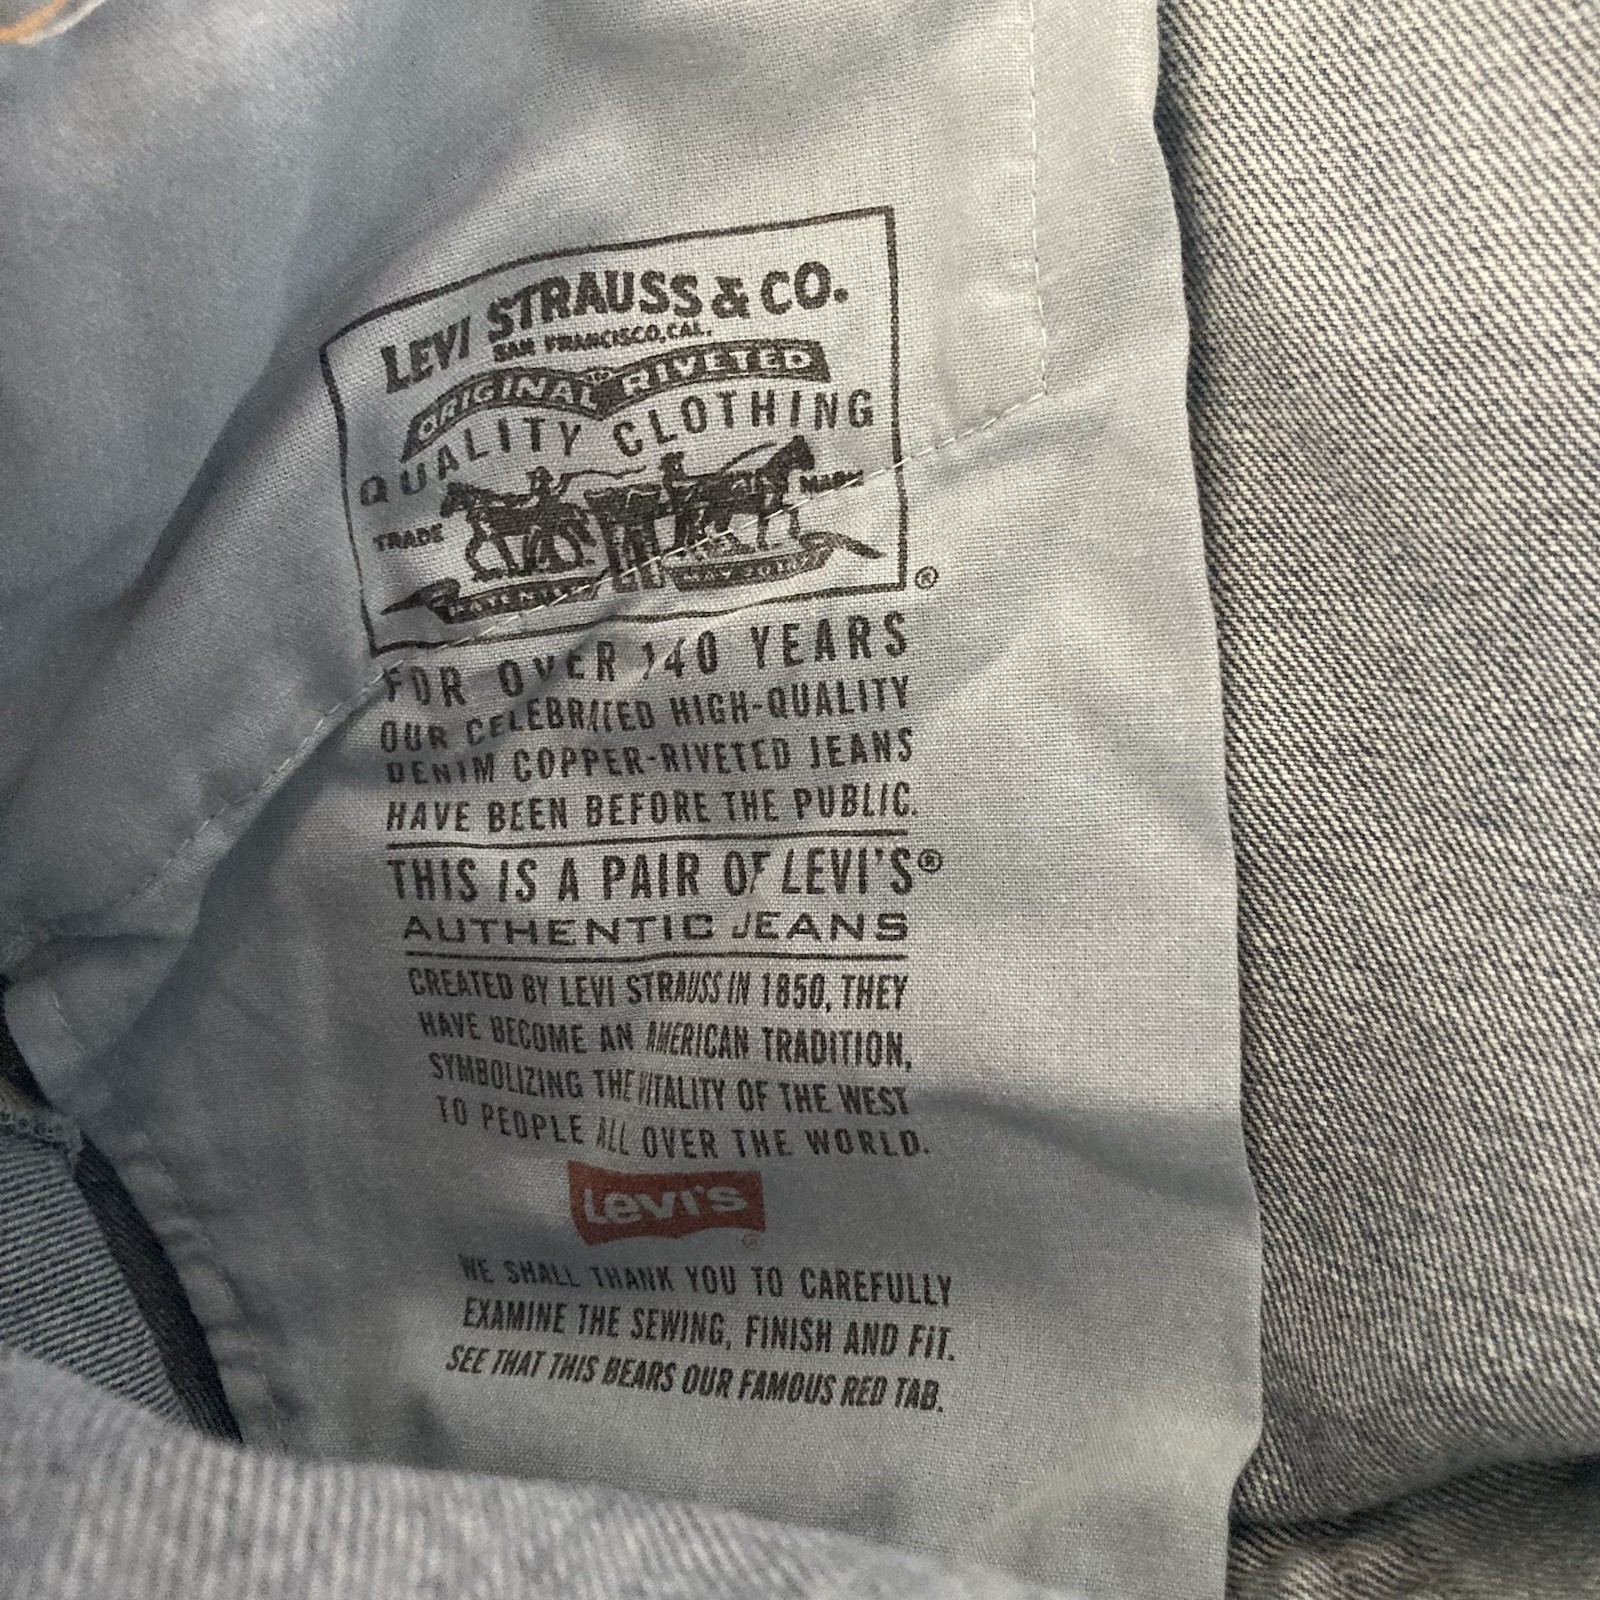 LEVI STRAUSS & CO.
SAN FRANCISCO, CAL.
ORIGINAL RIVETED
QUALITY CLOTHING
TRADE MARK
PATENTED MAY 20 1873
®
FOR OVER 140 YEARS
OUR CELEBRATED HIGH-QUALITY
DENIM COPPER-RIVETED JEANS
HAVE BEEN BEFORE THE PUBLIC.
THIS IS A PAIR OF LEVI'S®
AUTHENTIC JEANS
CREATED BY LEVI STRAUSS IN 1850, THEY
HAVE BECOME AN AMERICAN TRADITION,
SYMBOLIZING THE VITALITY OF THE WEST
TO PEOPLE ALL OVER THE WORLD.
Levi's
®
WE SHALL THANK YOU TO CAREFULLY
EXAMINE THE SEWING, FINISH AND FIT.
SEE THAT THIS BEARS OUR FAMOUS RED TAB.